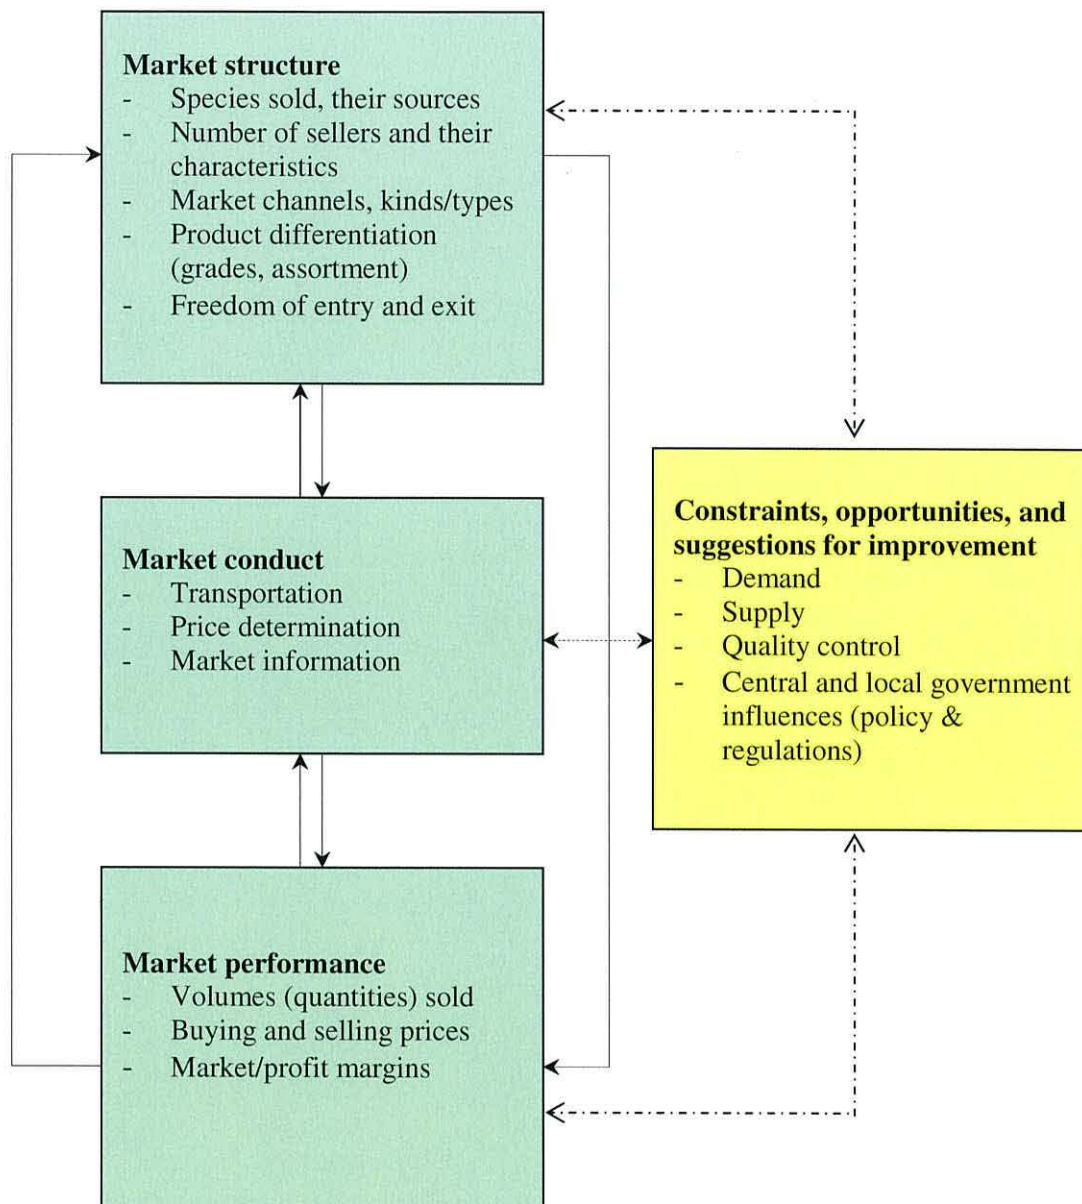 Market structure
- Species sold, their sources
- Number of sellers and their
characteristics
- Market channels, kinds/types
- Product differentiation
(grades, assortment)
- Freedom of entry and exit
Market conduct
- Transportation
- Price determination
- Market information
Constraints, opportunities, and
suggestions for improvement
- Demand
- Supply
- Quality control
- Central and local government
influences (policy &
regulations)
Market performance
- Volumes (quantities) sold
- Buying and selling prices
- Market/profit margins